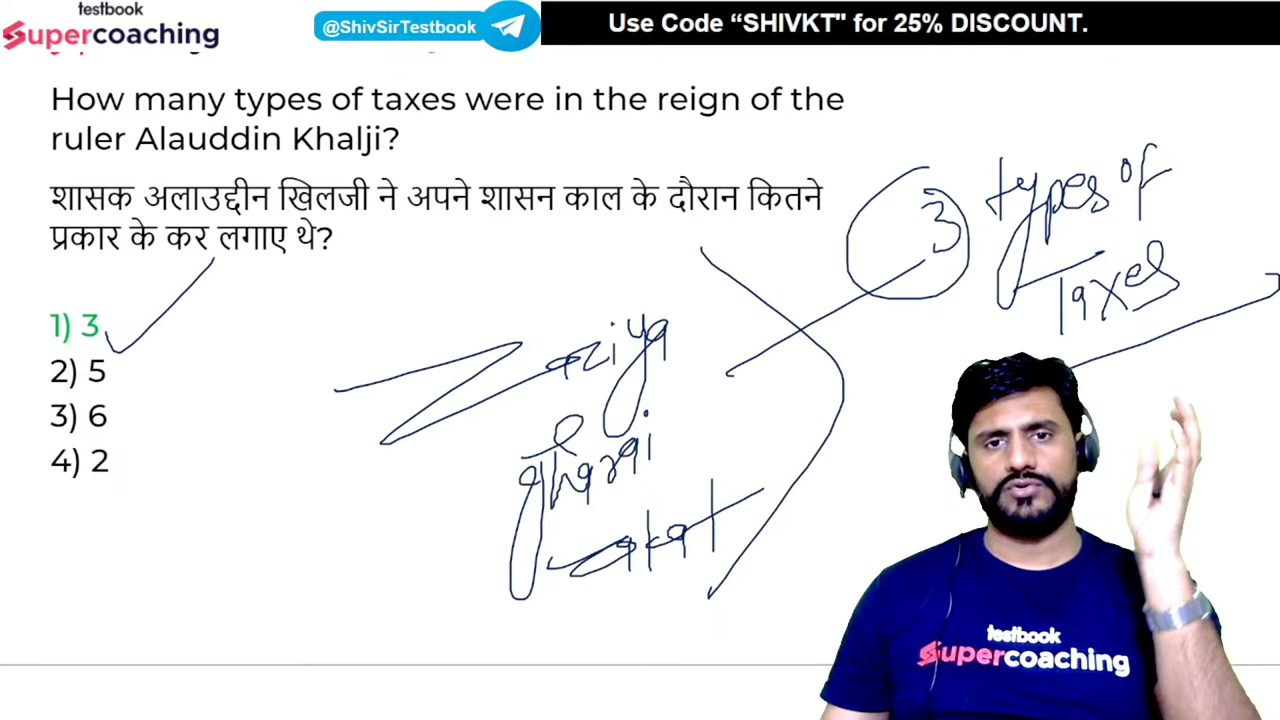 testbook
Supercoaching
@ShivSirTestbook
Use Code “SHIVKT" for 25% DISCOUNT.
How many types of taxes were in the reign of the
ruler Alauddin Khalji?
शासक अलाउद्दीन खिलजी ने अपने शासन काल के दौरान कितने
प्रकार के कर लगाए थे?
1) 3
2) 5
3) 6
4) 2
3 types of
Taxes
Zaziya
gharai
Zakat
testbook
Supercoaching